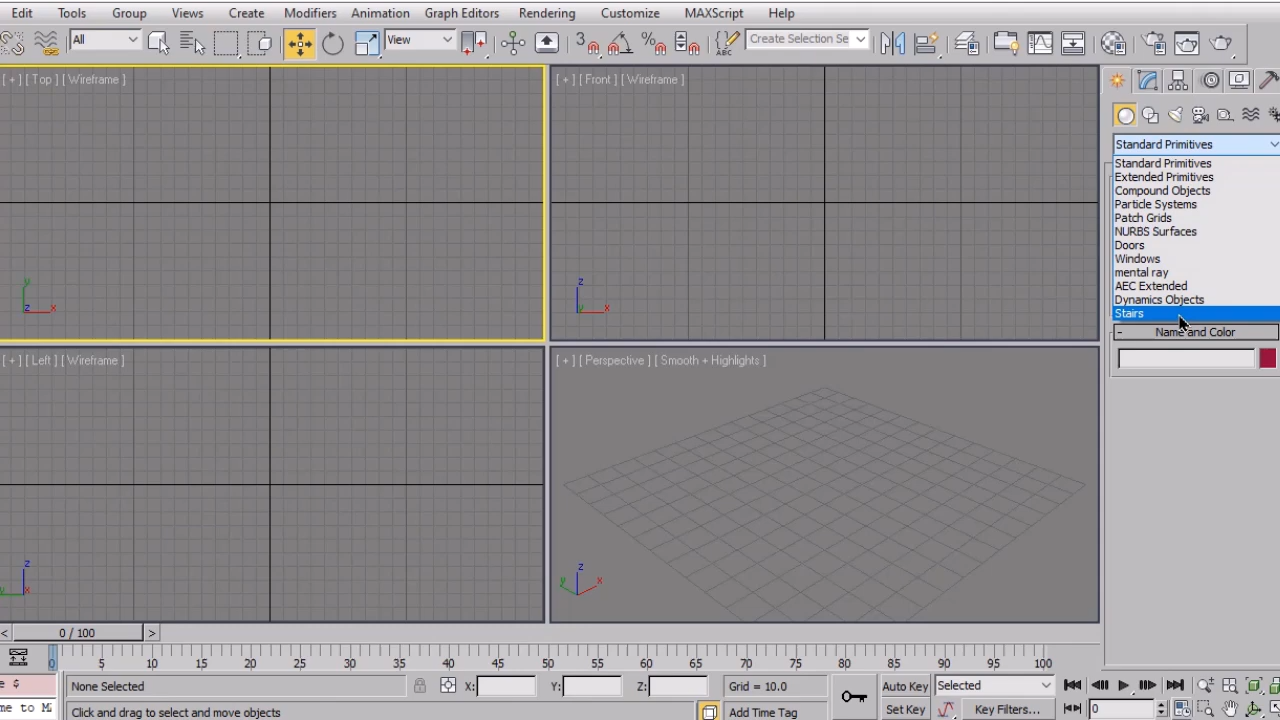 Edit Tools Group Views Create Modifiers Animation Graph Editors Rendering Customize MAXScript Help
All View 3 % ABC Create Selection Se
[ + ] [ Top ] [ Wireframe ]
[ + ] [ Front ] [ Wireframe ]
Standard Primitives
Standard Primitives
Extended Primitives
Compound Objects
Particle Systems
Patch Grids
NURBS Surfaces
Doors
Windows
mental ray
AEC Extended
Dynamics Objects
Stairs
- Name and Color
y
z x
z
y x
[ + ] [ Left ] [ Wireframe ]
[ + ] [ Perspective ] [ Smooth + Highlights ]
z
y x
z
y x
< 0 / 100 >
0 5 10 15 20 25 30 35 40 45 50 55 60 65 70 75 80 85 90 95 100
None Selected X: Y: Z: Grid = 10.0 Auto Key Selected
Click and drag to select and move objects Add Time Tag Set Key Key Filters... 0